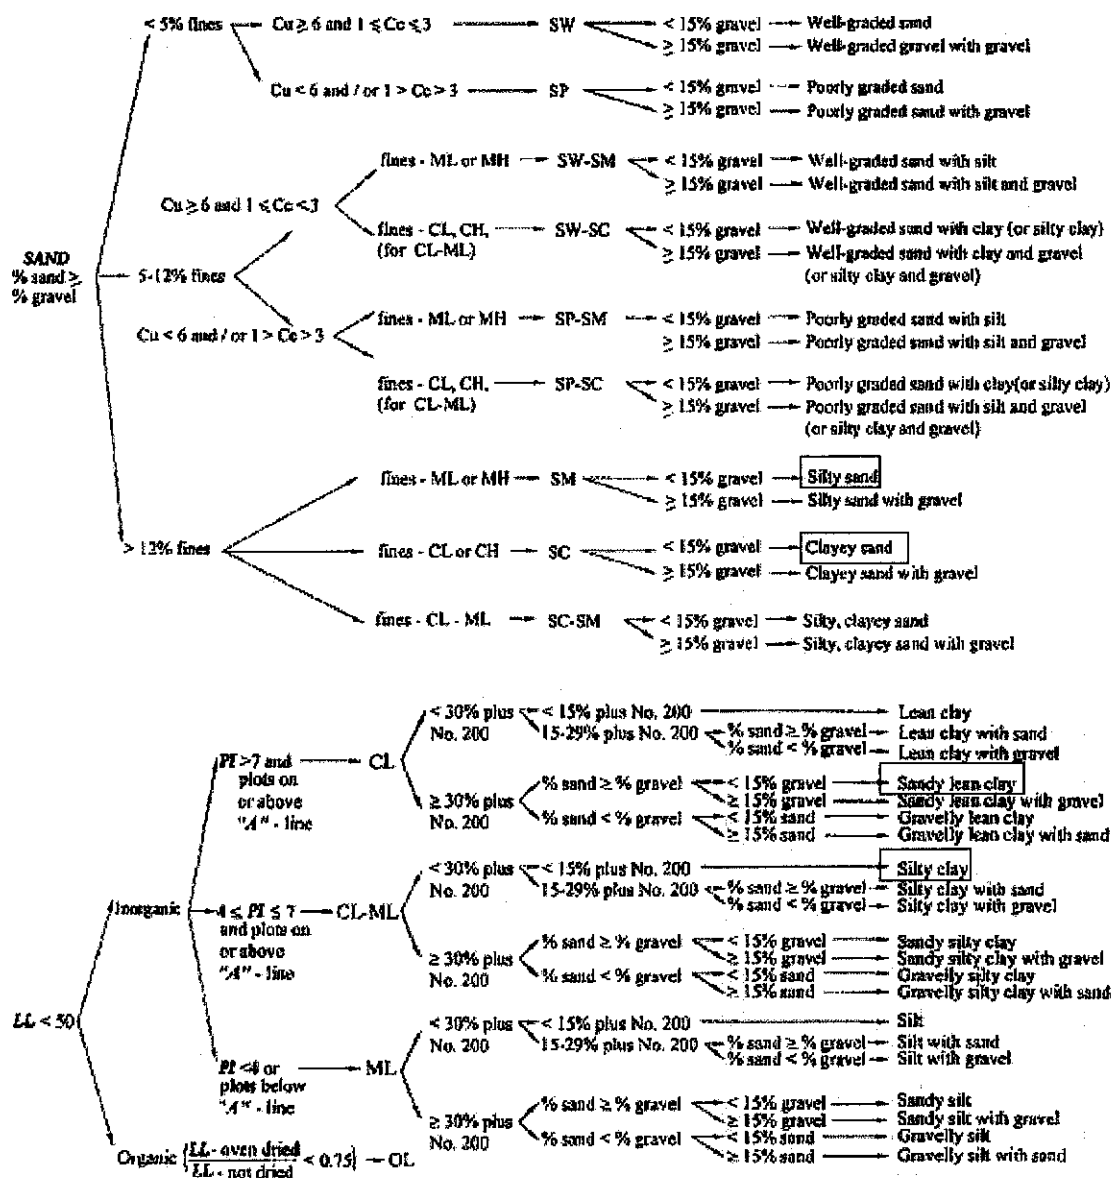 < 5% fines
Cu ≥ 6 and 1 ≤ Cc ≤ 3
SW
< 15% gravel
Well-graded sand
≥ 15% gravel
Well-graded gravel with gravel
Cu < 6 and / or 1 > Cc > 3
SP
< 15% gravel
Poorly graded sand
≥ 15% gravel
Poorly graded sand with gravel
SAND
% sand ≥
% gravel
5-12% fines
Cu ≥ 6 and 1 ≤ Cc < 3
fines - ML or MH
SW-SM
< 15% gravel
Well-graded sand with silt
≥ 15% gravel
Well-graded sand with silt and gravel
fines - CL, CH,
(for CL-ML)
SW-SC
< 15% gravel
Well-graded sand with clay (or silty clay)
≥ 15% gravel
Well-graded sand with clay and gravel
(or silty clay and gravel)
Cu < 6 and / or 1 > Cc > 3
fines - ML or MH
SP-SM
< 15% gravel
Poorly graded sand with silt
≥ 15% gravel
Poorly graded sand with silt and gravel
fines - CL, CH,
(for CL-ML)
SP-SC
< 15% gravel
Poorly graded sand with clay(or silty clay)
≥ 15% gravel
Poorly graded sand with silt and gravel
(or silty clay and gravel)
> 12% fines
fines - ML or MH
SM
< 15% gravel
Silty sand
≥ 15% gravel
Silty sand with gravel
fines - CL or CH
SC
< 15% gravel
Clayey sand
≥ 15% gravel
Clayey sand with gravel
fines - CL - ML
SC-SM
< 15% gravel
Silty, clayey sand
≥ 15% gravel
Silty, clayey sand with gravel
LL < 50
Inorganic
PI >7 and
plots on
or above
"A" - line
CL
< 30% plus
No. 200
< 15% plus No. 200
Lean clay
15-29% plus No. 200
% sand ≥ % gravel
Lean clay with sand
% sand < % gravel
Lean clay with gravel
≥ 30% plus
No. 200
% sand ≥ % gravel
< 15% gravel
Sandy lean clay
≥ 15% gravel
Sandy lean clay with gravel
% sand < % gravel
< 15% sand
Gravelly lean clay
≥ 15% sand
Gravelly lean clay with sand
4 ≤ PI ≤ 7
and plots on
or above
"A" - line
CL-ML
< 30% plus
No. 200
< 15% plus No. 200
Silty clay
15-29% plus No. 200
% sand ≥ % gravel
Silty clay with sand
% sand < % gravel
Silty clay with gravel
≥ 30% plus
No. 200
% sand ≥ % gravel
< 15% gravel
Sandy silty clay
≥ 15% gravel
Sandy silty clay with gravel
% sand < % gravel
< 15% sand
Gravelly silty clay
≥ 15% sand
Gravelly silty clay with sand
PI <4 or
plots below
"A" - line
ML
< 30% plus
No. 200
< 15% plus No. 200
Silt
15-29% plus No. 200
% sand ≥ % gravel
Silt with sand
% sand < % gravel
Silt with gravel
≥ 30% plus
No. 200
% sand ≥ % gravel
< 15% gravel
Sandy silt
≥ 15% gravel
Sandy silt with gravel
% sand < % gravel
< 15% sand
Gravelly silt
≥ 15% sand
Gravelly silt with sand
Organic (LL - oven dried
LL - not dried < 0.75)
OL